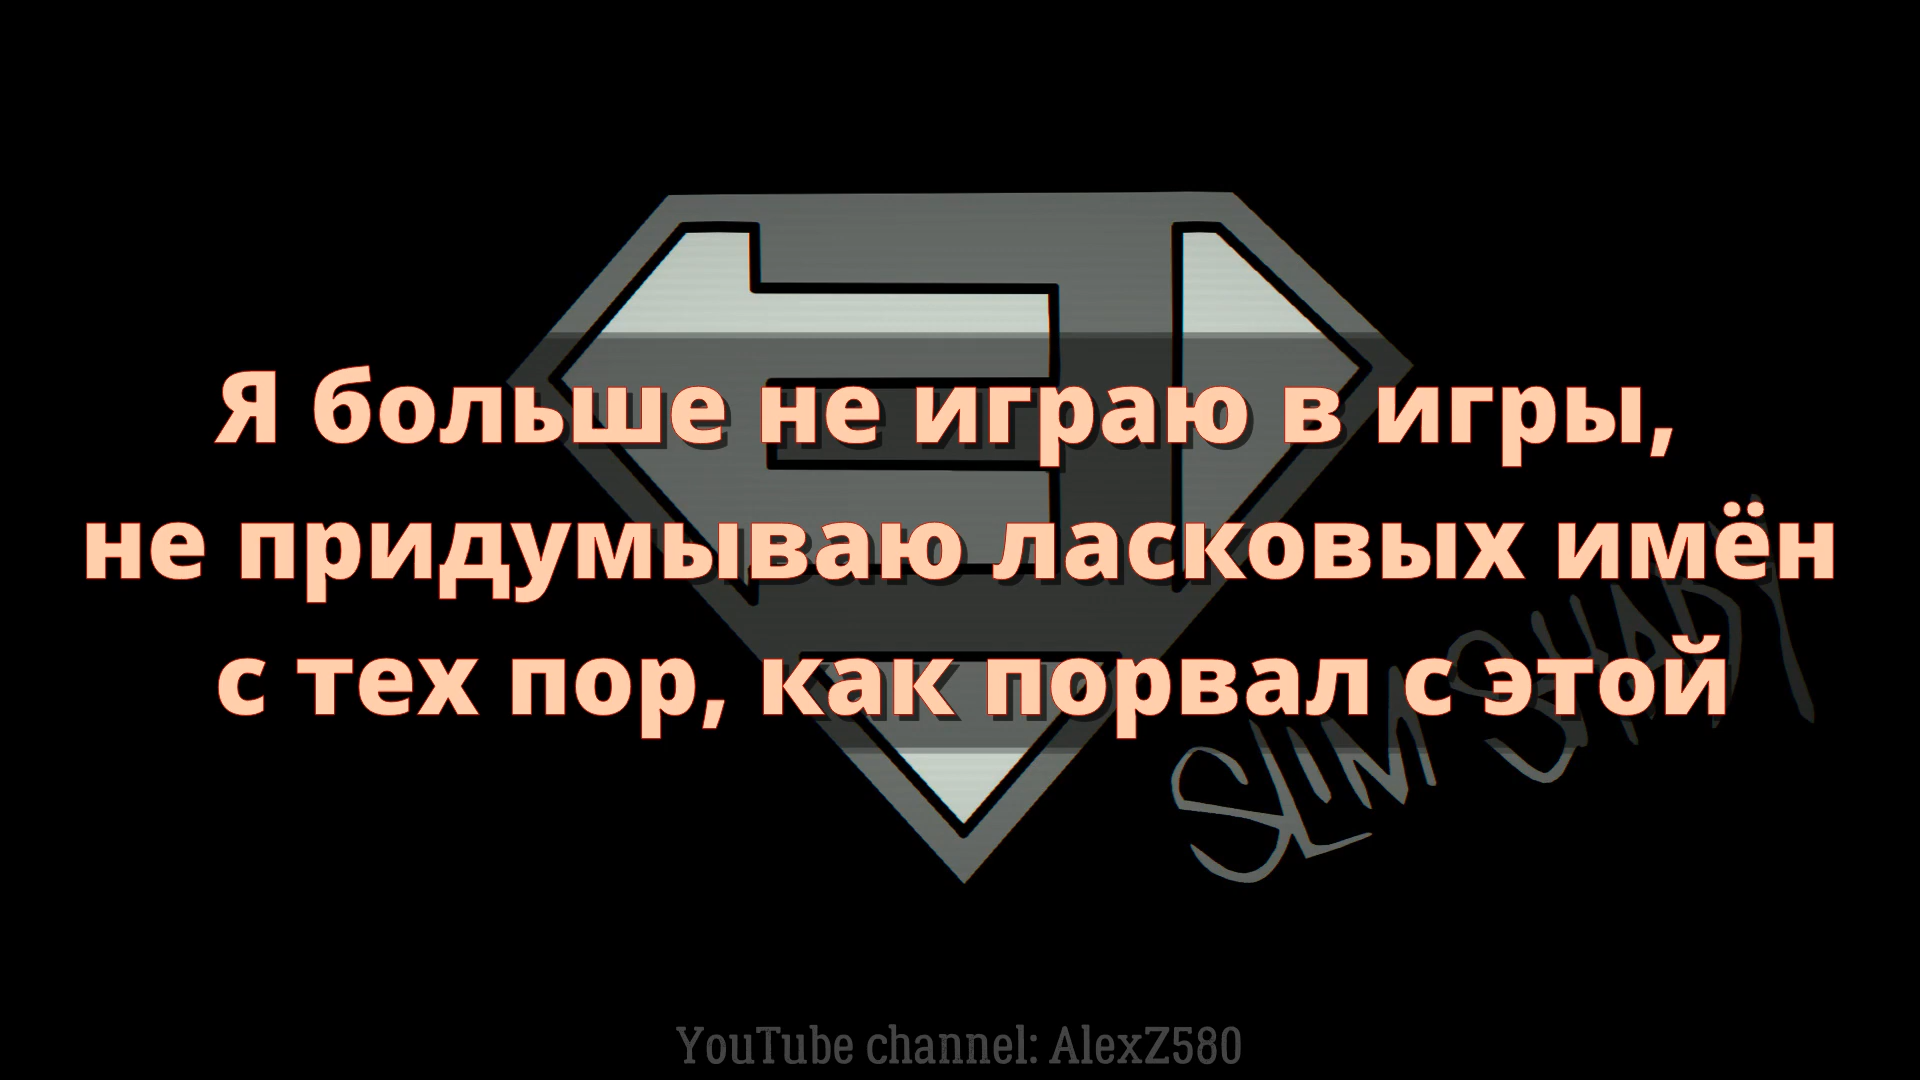 Я больше не играю в игры,
не придумываю ласковых имён
с тех пор, как порвал с этой
SLIM SHADY
YouTube channel: AlexZ580